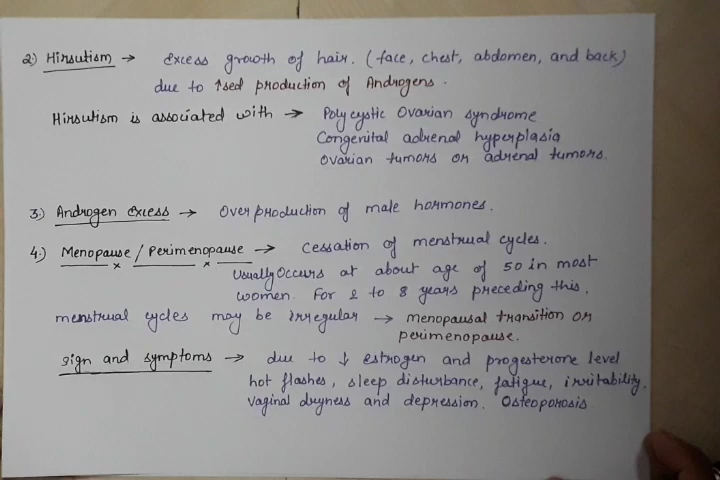 2) Hirsutism → excess growth of hair. (face, chest, abdomen, and back)
due to ↑sed production of Androgens.
Hirsutism is associated with → Polycystic Ovarian syndrome
Congenital adrenal hyperplasia
Ovarian tumors or adrenal tumors.
3.) Androgen excess → Overproduction of male hormones.
4.) Menopause / Perimenopause → Cessation of menstrual cycles.
Usually Occurs at about age of 50 in most
women. For 2 to 8 years preceding this,
menstrual cycles may be irregular → menopausal transition or
perimenopause.
Sign and symptoms → due to ↓ estrogen and progesterone level
hot flashes, sleep disturbance, fatigue, irritability,
Vaginal dryness and depression. Osteoporosis